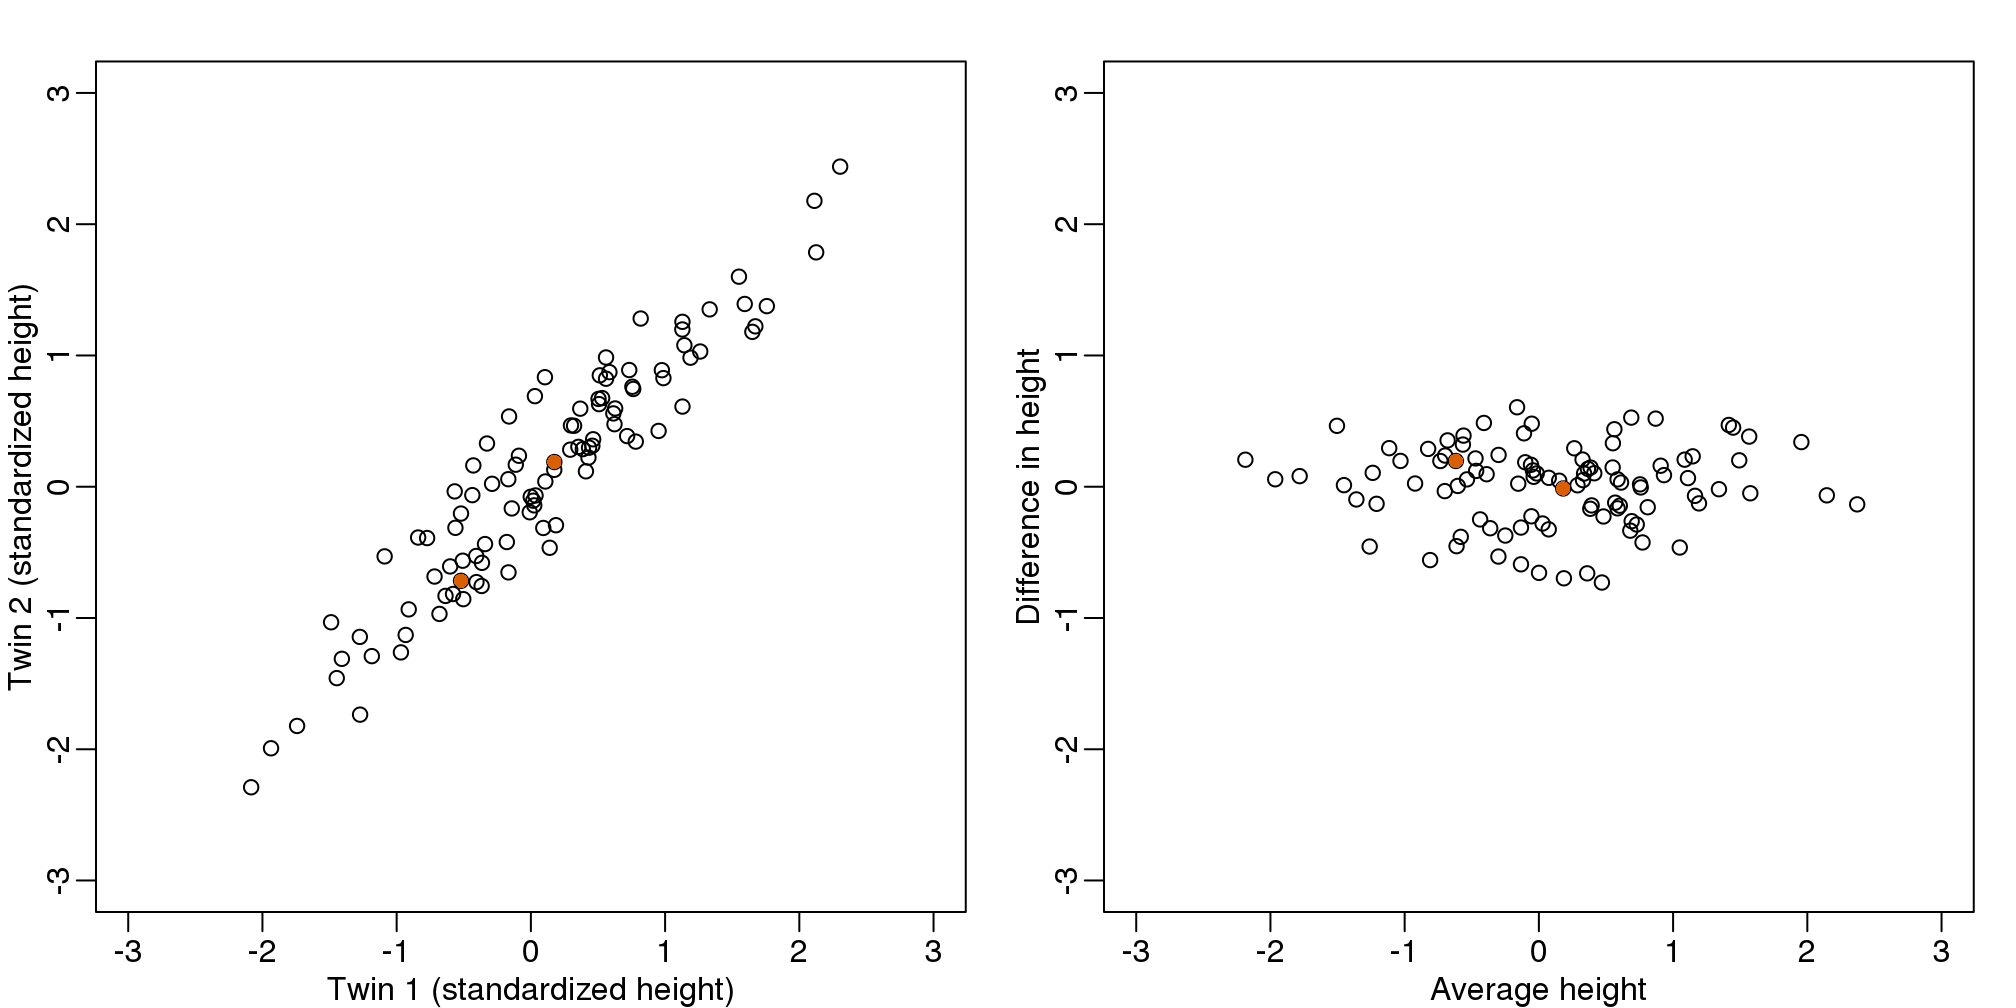 3
2
1
0
-1
-2
-3
Twin 2 (standardized height)
-3 -2 -1 0 1 2 3
Twin 1 (standardized height)
3
2
1
0
-1
-2
-3
Difference in height
-3 -2 -1 0 1 2 3
Average height